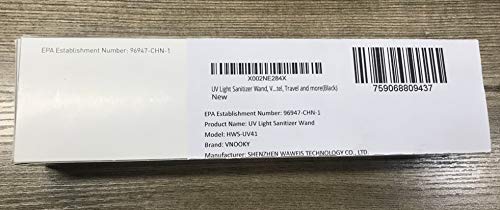 EPA Establishment Number: 96947-CHN-1
X002NE284X
UV Light Sanitizer Wand, V...tel, Travel and more(Black)
New
759068809437
EPA Establishment Number: 96947-CHN-1
Product Name: UV Light Sanitizer Wand
Model: HWS-UV41
Brand: VNOOKY
Manufacturer: SHENZHEN WAWEIS TECHNOLOGY CO., LTD